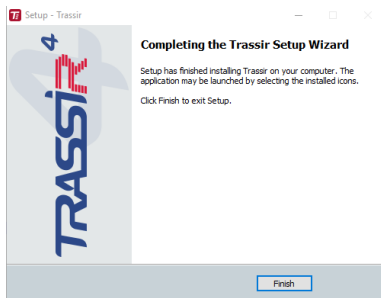 Setup - Trassir
TRASSIR 4
Completing the Trassir Setup Wizard
Setup has finished installing Trassir on your computer. The
application may be launched by selecting the installed icons.
Click Finish to exit Setup.
Finish